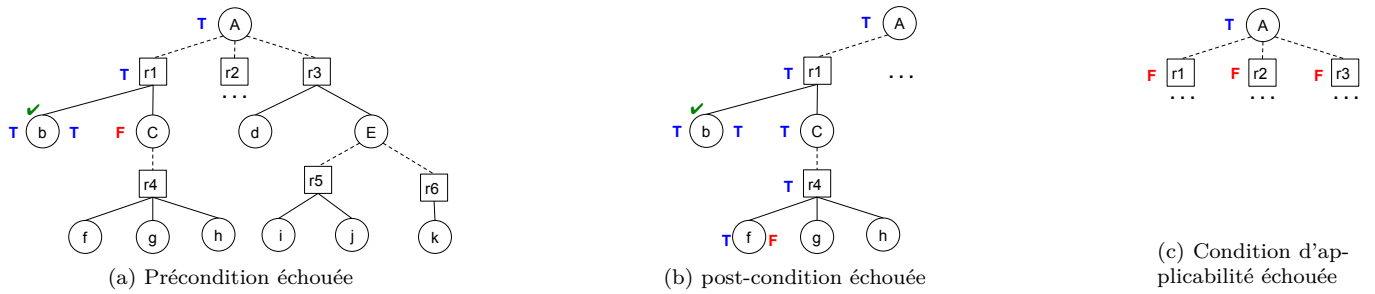 T A
T r1 r2 r3
...
✔
T b T F C d E
r4 r5 r6
f g h i j k
(a) Précondition échouée
T A
T r1 ...
✔
T b T T C
T r4
T f F g h
(b) post-condition échouée
T A
F r1 F r2 F r3
... ... ...
(c) Condition d'ap-
plicabilité échouée